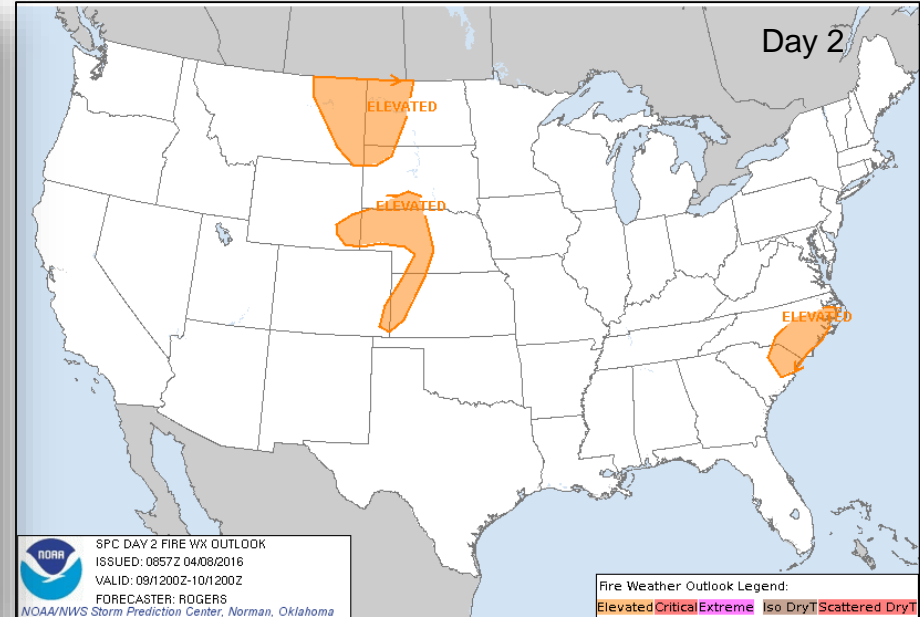 Day 2
ELEVATED
ELEVATED
ELEVATED
NOAA
SPC DAY 2 FIRE WX OUTLOOK
ISSUED: 0857Z 04/08/2016
VALID: 09/1200Z-10/1200Z
FORECASTER: ROGERS
NOAA/NWS Storm Prediction Center, Norman, Oklahoma
Fire Weather Outlook Legend:
Elevated Critical Extreme Iso DryT Scattered DryT